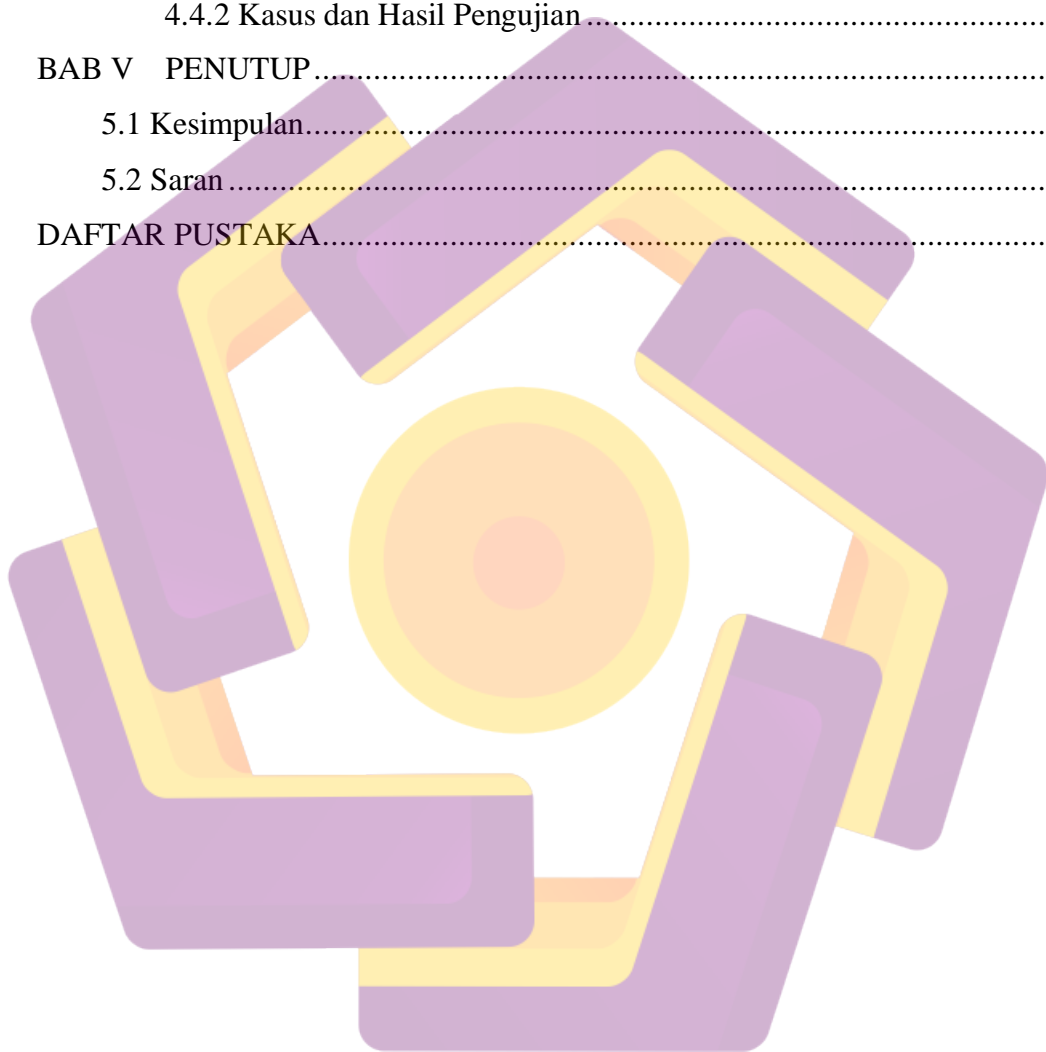 4.4.2 Kasus dan Hasil Pengujian ..........................................................
BAB V PENUTUP ...........................................................................................
5.1 Kesimpulan ..........................................................................................
5.2 Saran ..................................................................................................
DAFTAR PUSTAKA ..........................................................................................